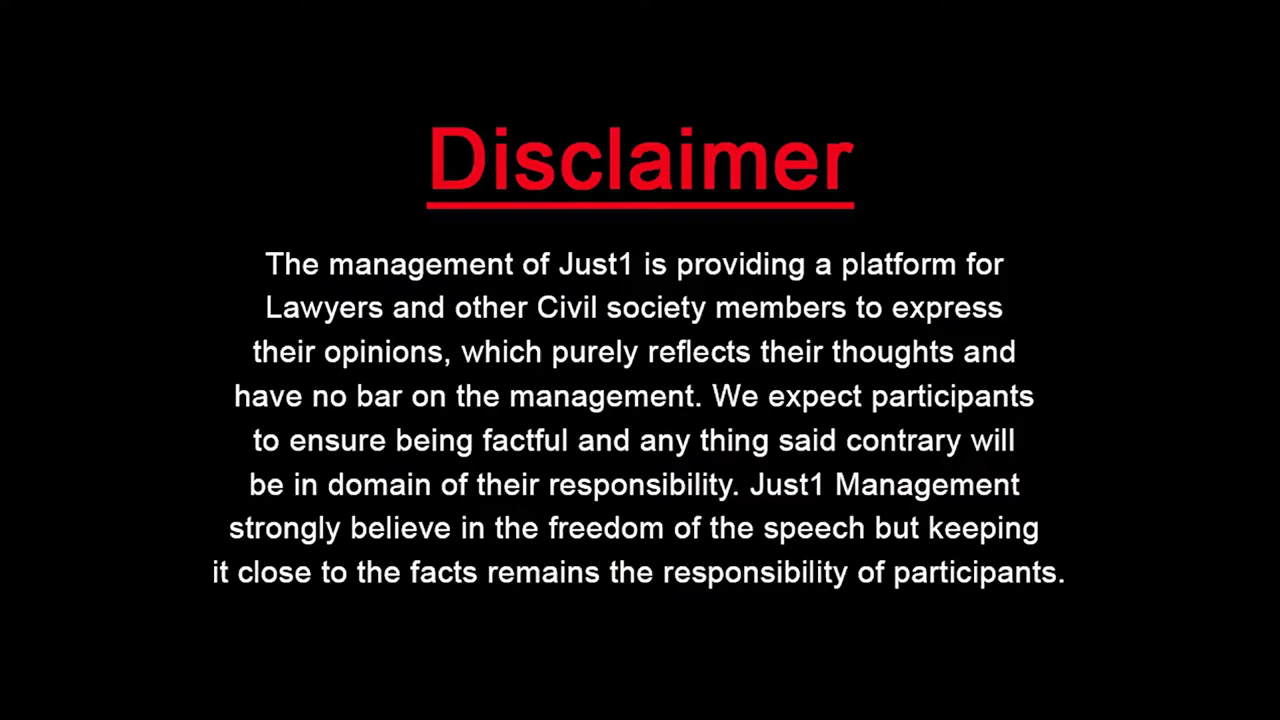 Disclaimer
The management of Just1 is providing a platform for
Lawyers and other Civil society members to express
their opinions, which purely reflects their thoughts and
have no bar on the management. We expect participants
to ensure being factful and any thing said contrary will
be in domain of their responsibility. Just1 Management
strongly believe in the freedom of the speech but keeping
it close to the facts remains the responsibility of participants.